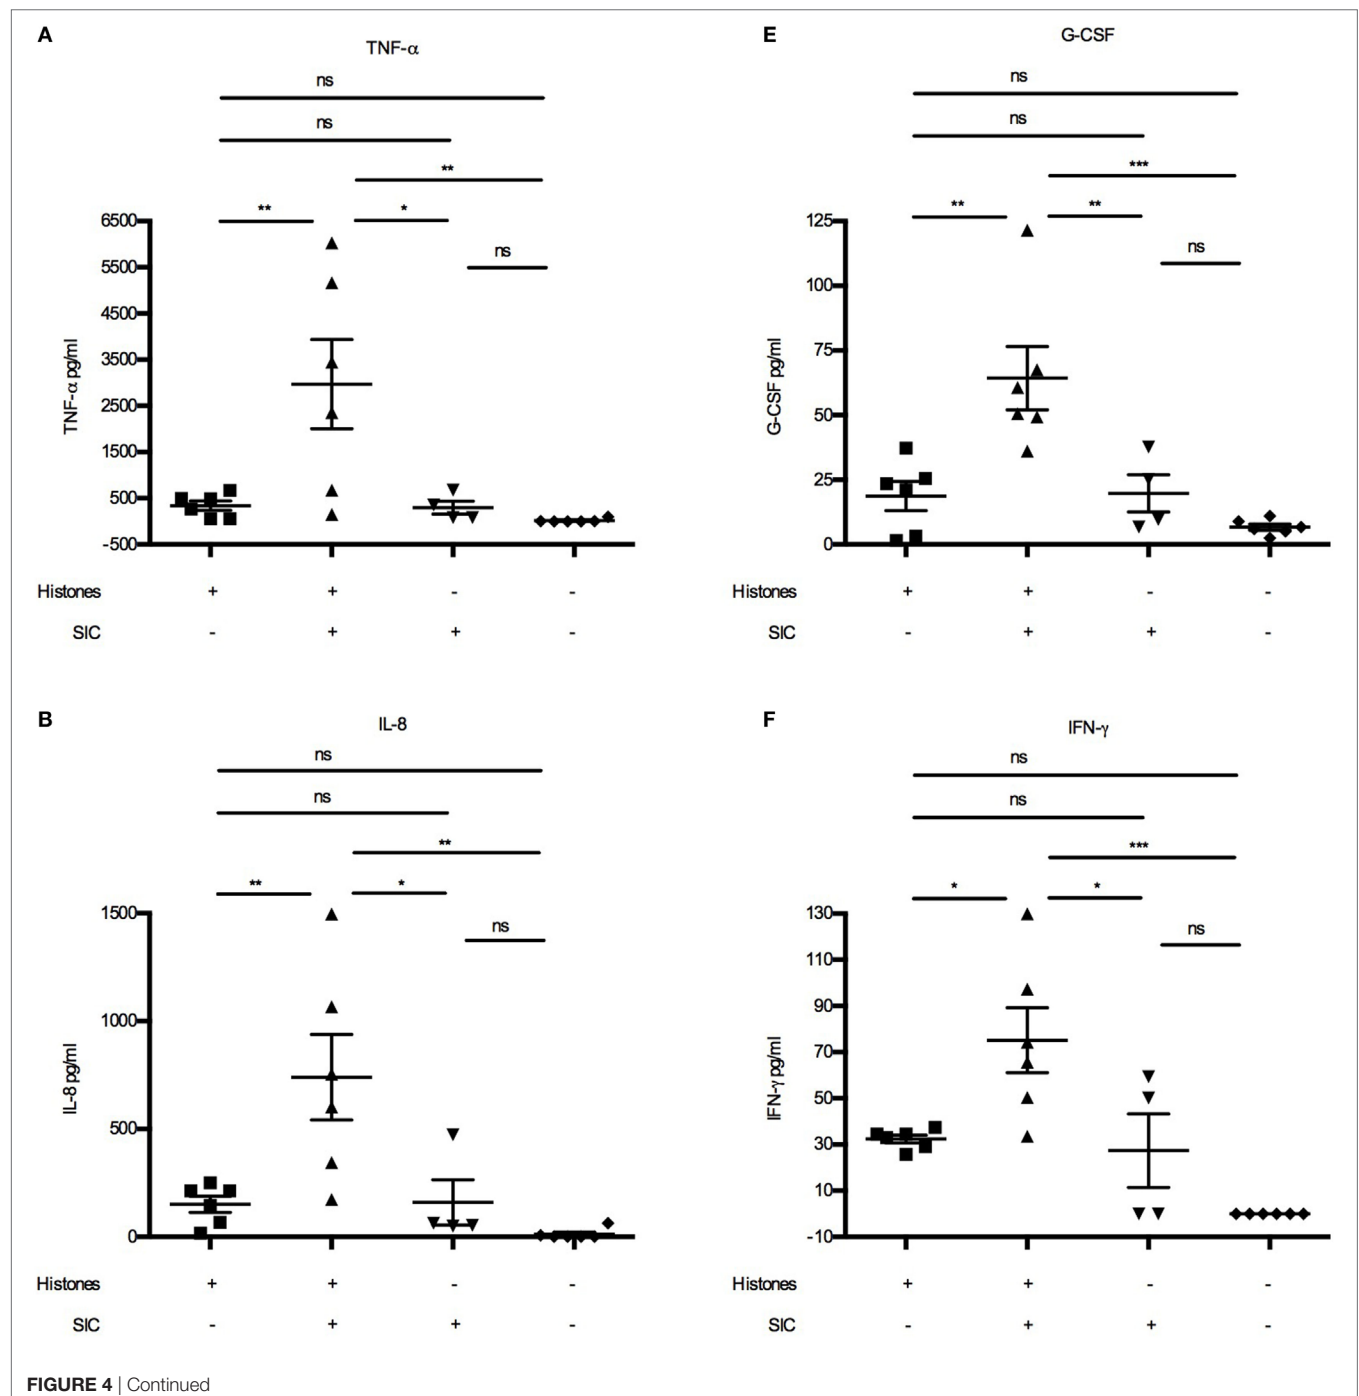 A
TNF-α
ns
ns
**
**
*
ns
6500
5500
4500
3500
2500
1500
500
-500
TNF-α pg/ml
Histones + + - -
SIC - + + -
E
G-CSF
ns
ns
***
**
**
ns
125
100
75
50
25
0
G-CSF pg/ml
Histones + + - -
SIC - + + -
B
IL-8
ns
ns
**
**
*
ns
1500
1000
500
0
IL-8 pg/ml
Histones + + - -
SIC - + + -
F
IFN-γ
ns
ns
***
*
*
ns
130
110
90
70
50
30
10
-10
IFN-γ pg/ml
Histones + + - -
SIC - + + -
FIGURE 4 | Continued